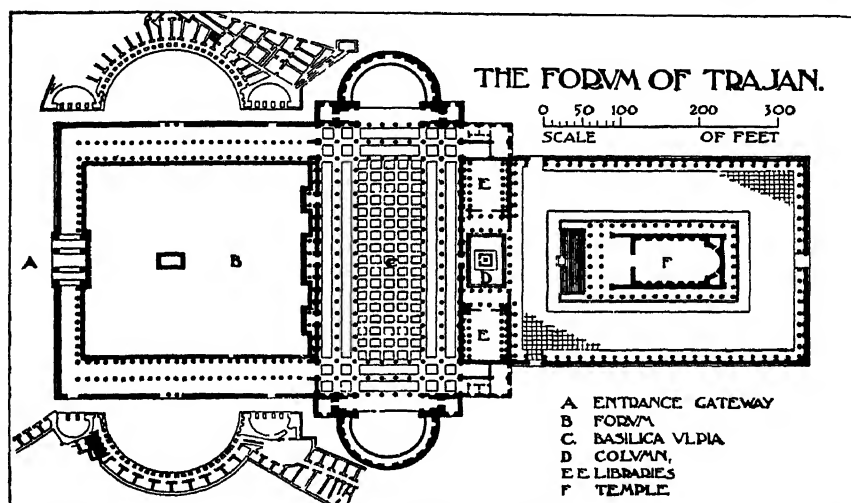 THE FORVM OF TRAJAN.
0 50 100 200 300
SCALE OF FEET
E
A B C D F
E
A ENTRANCE GATEWAY
B FORVM
C. BASILICA VLPIA
D COLVMN,
E E LIBRARIES
F TEMPLE